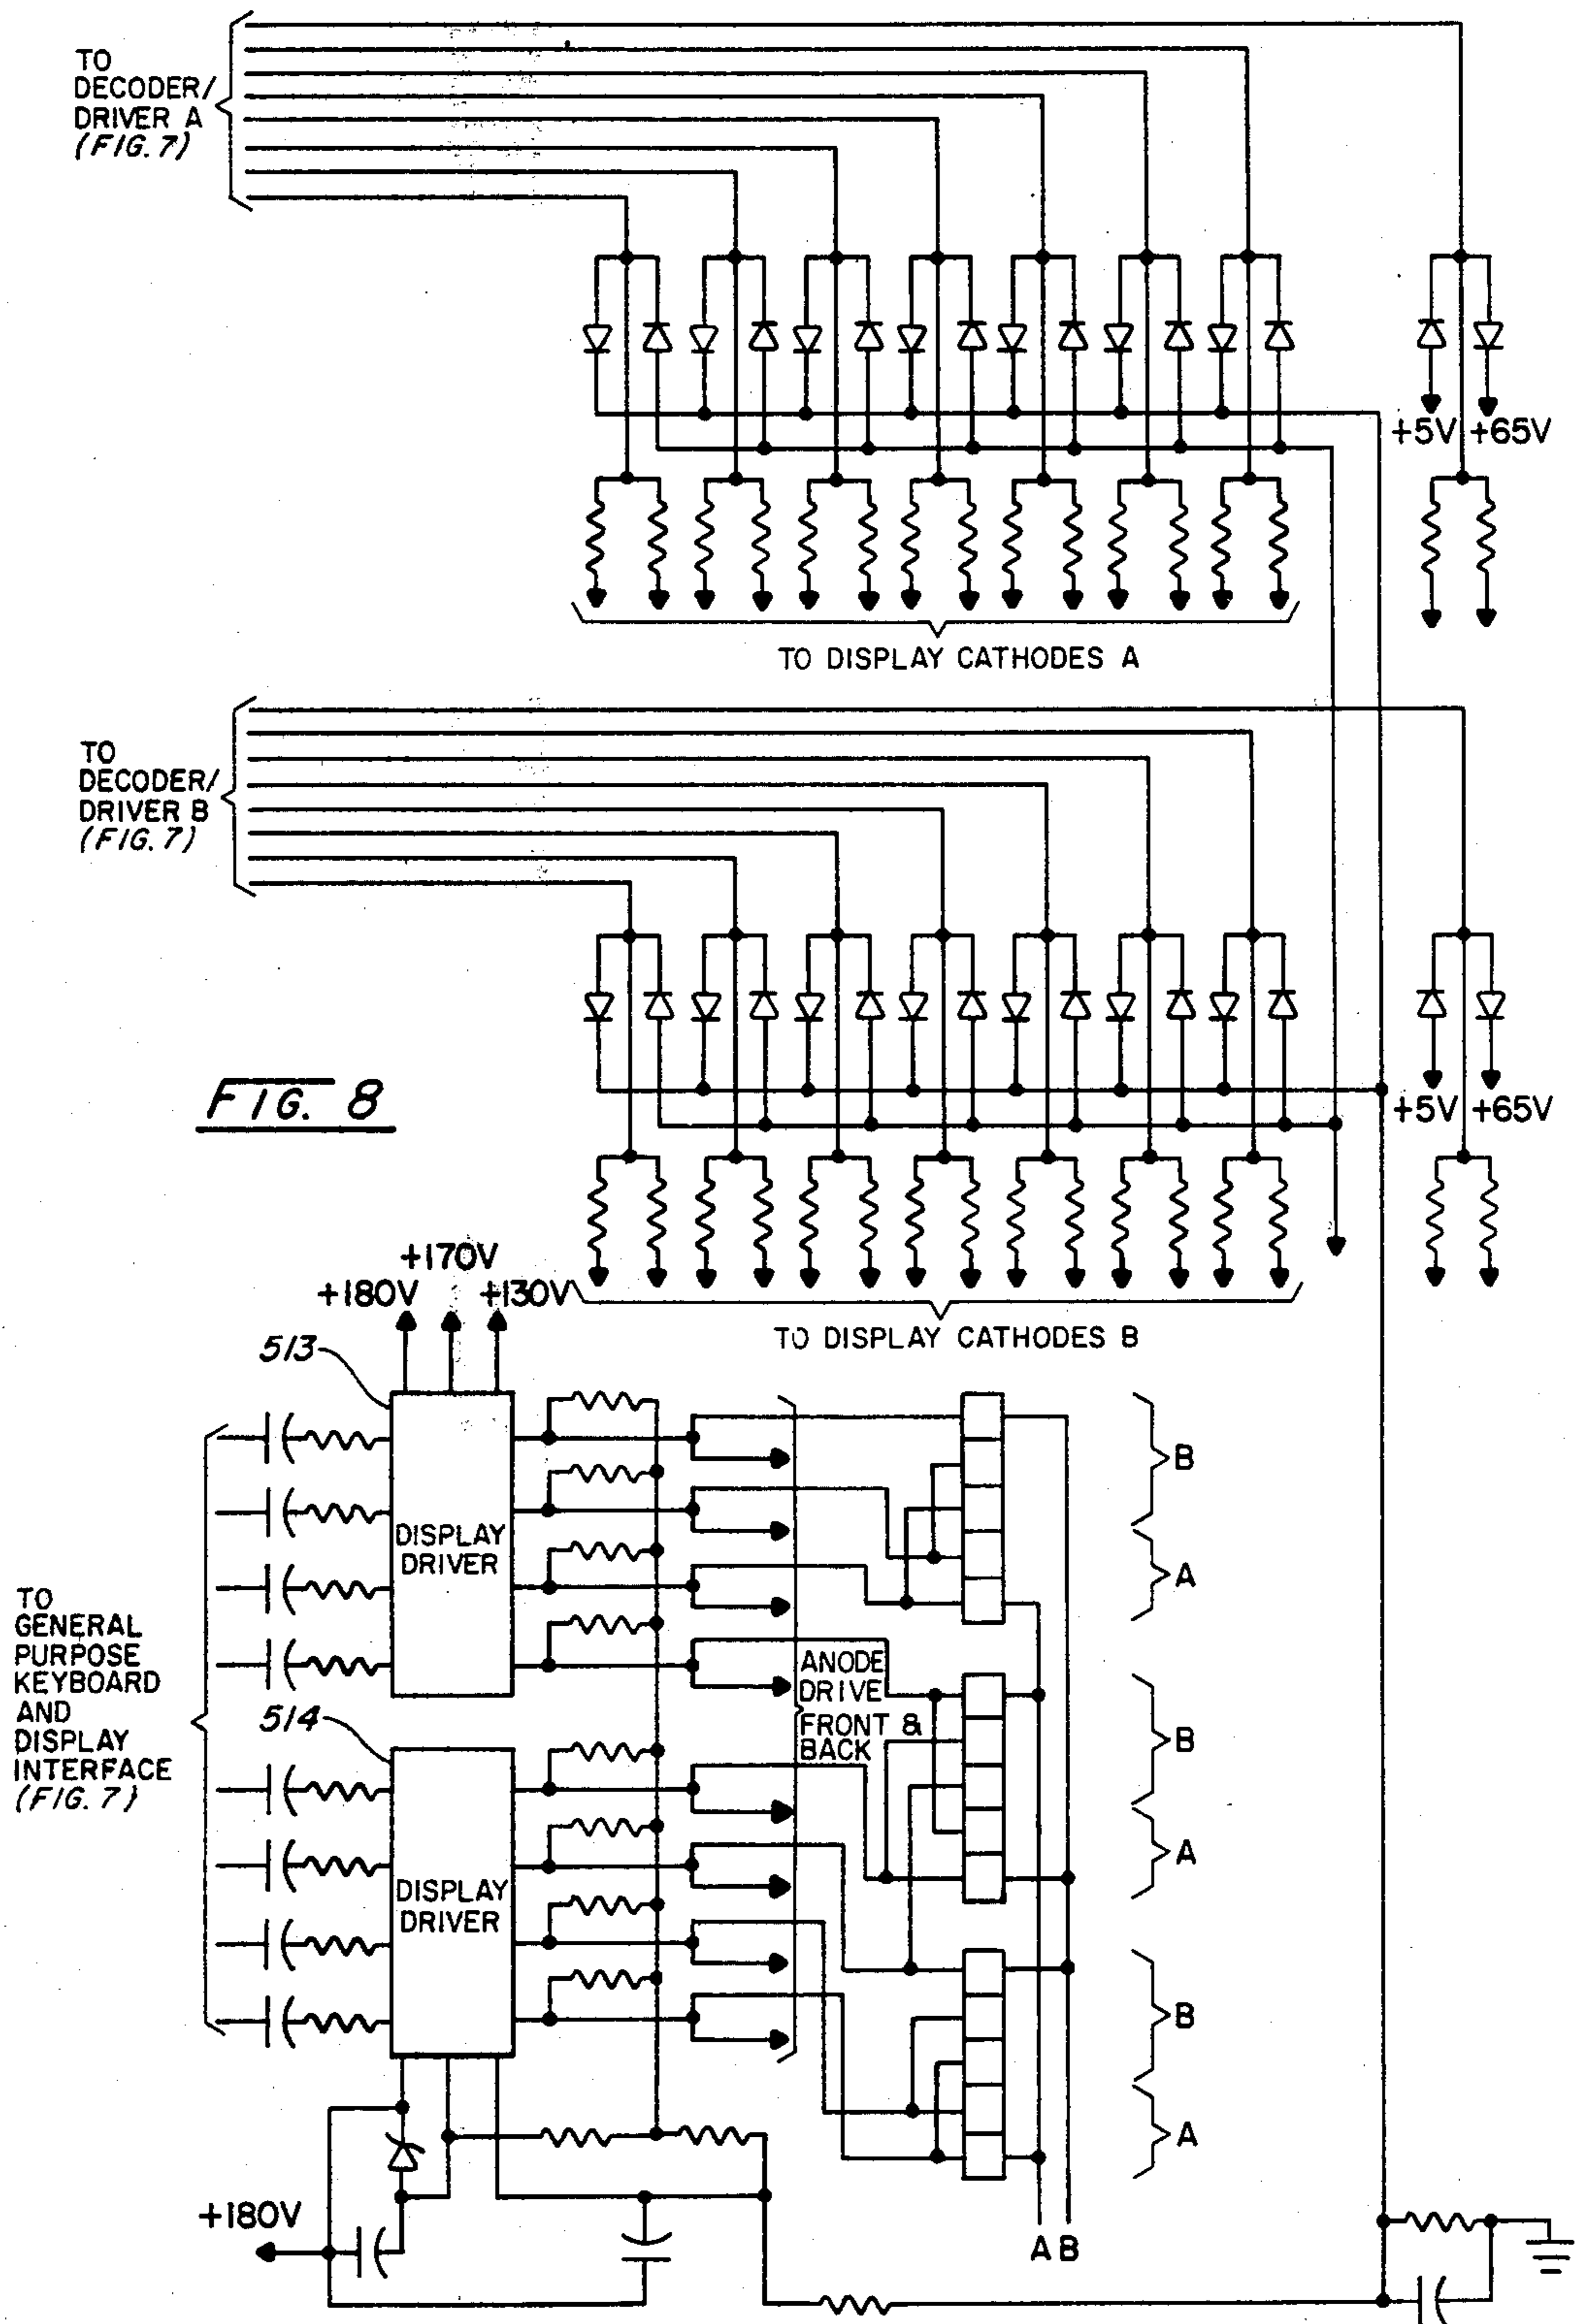 TO
DECODER/
DRIVER A
(FIG. 7)
+5V +65V
TO DISPLAY CATHODES A
TO
DECODER/
DRIVER B
(FIG. 7)
FIG. 8
+5V +65V
+170V
+180V
+130V
TO DISPLAY CATHODES B
513
B
DISPLAY
DRIVER
A
TO
GENERAL
PURPOSE
KEYBOARD
AND
DISPLAY
INTERFACE
(FIG. 7)
ANODE
DRIVE
FRONT &
BACK
514
B
A
DISPLAY
DRIVER
B
A
+180V
A B